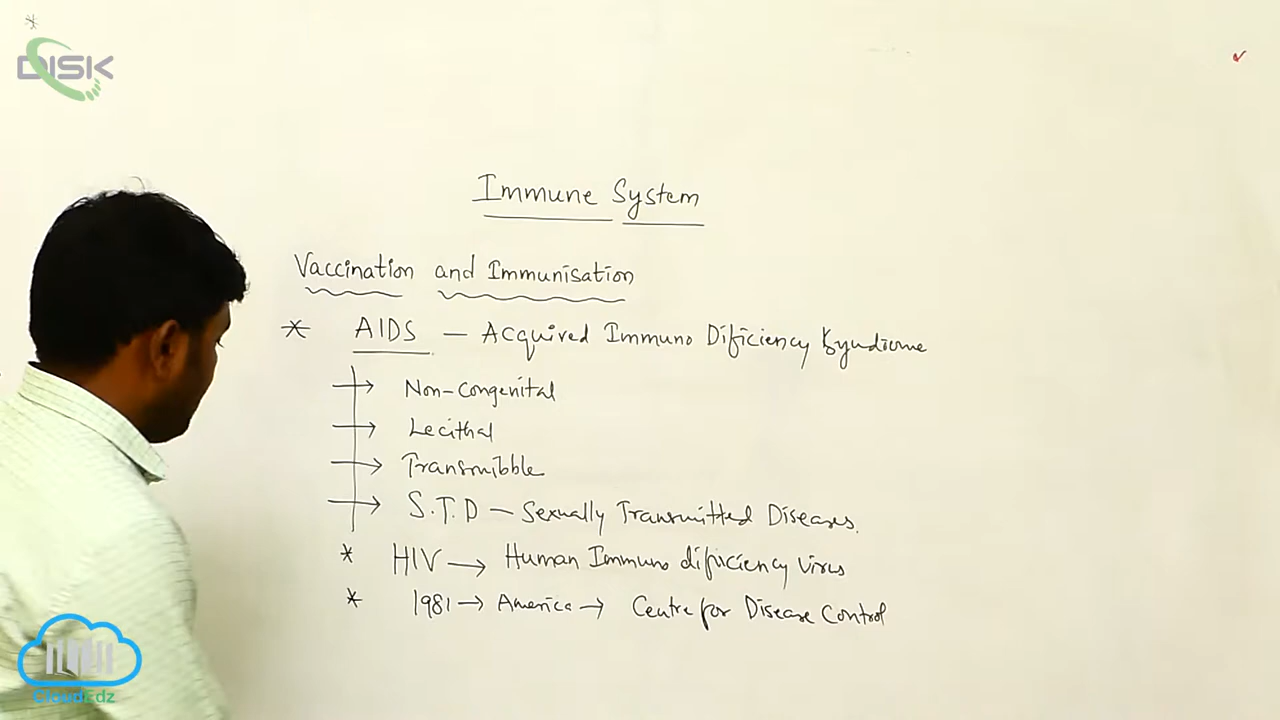 DISK
Immune System
Vaccination and Immunisation
* AIDS — Acquired Immuno Dificiency Syndrome
→ Non-Congenital
→ Lecithal
→ Transmibble
→ S.T.D — Sexually Transmitted Diseases.
* HIV → Human Immuno dificiency virus
* 1981 → America → Centre for Disease Control
CloudEdz